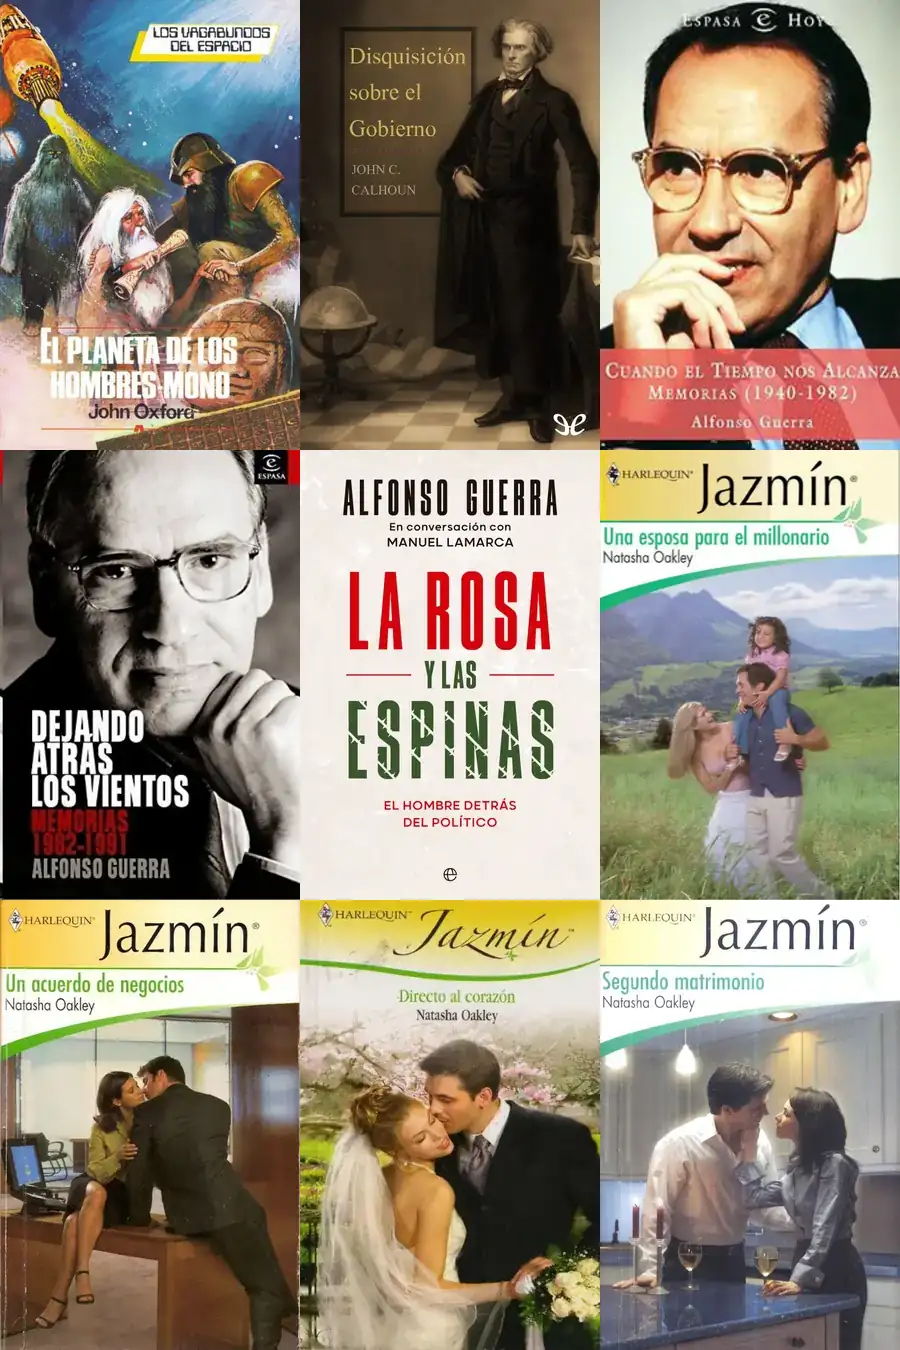 LOS VAGABUNDOS
DEL ESPACIO
EL PLANETA DE LOS
HOMBRES-MONO
John Oxford
Disquisición
sobre el
Gobierno
JOHN C.
CALHOUN
ESPASA e HOY
CUANDO EL TIEMPO NOS ALCANZA
MEMORIAS (1940-1982)
Alfonso Guerra
e
ESPASA
DEJANDO
ATRÁS
LOS VIENTOS
MEMORIAS
1982-1991
ALFONSO GUERRA
ALFONSO GUERRA
En conversación con
MANUEL LAMARCA
LA ROSA
Y LAS
ESPINAS
EL HOMBRE DETRÁS
DEL POLÍTICO
e
HARLEQUIN®
Jazmín®
Una esposa para el millonario
Natasha Oakley
HARLEQUIN®
Jazmín®
Un acuerdo de negocios
Natasha Oakley
HARLEQUIN™
Jazmín™
Directo al corazón
Natasha Oakley
HARLEQUIN®
Jazmín®
Segundo matrimonio
Natasha Oakley